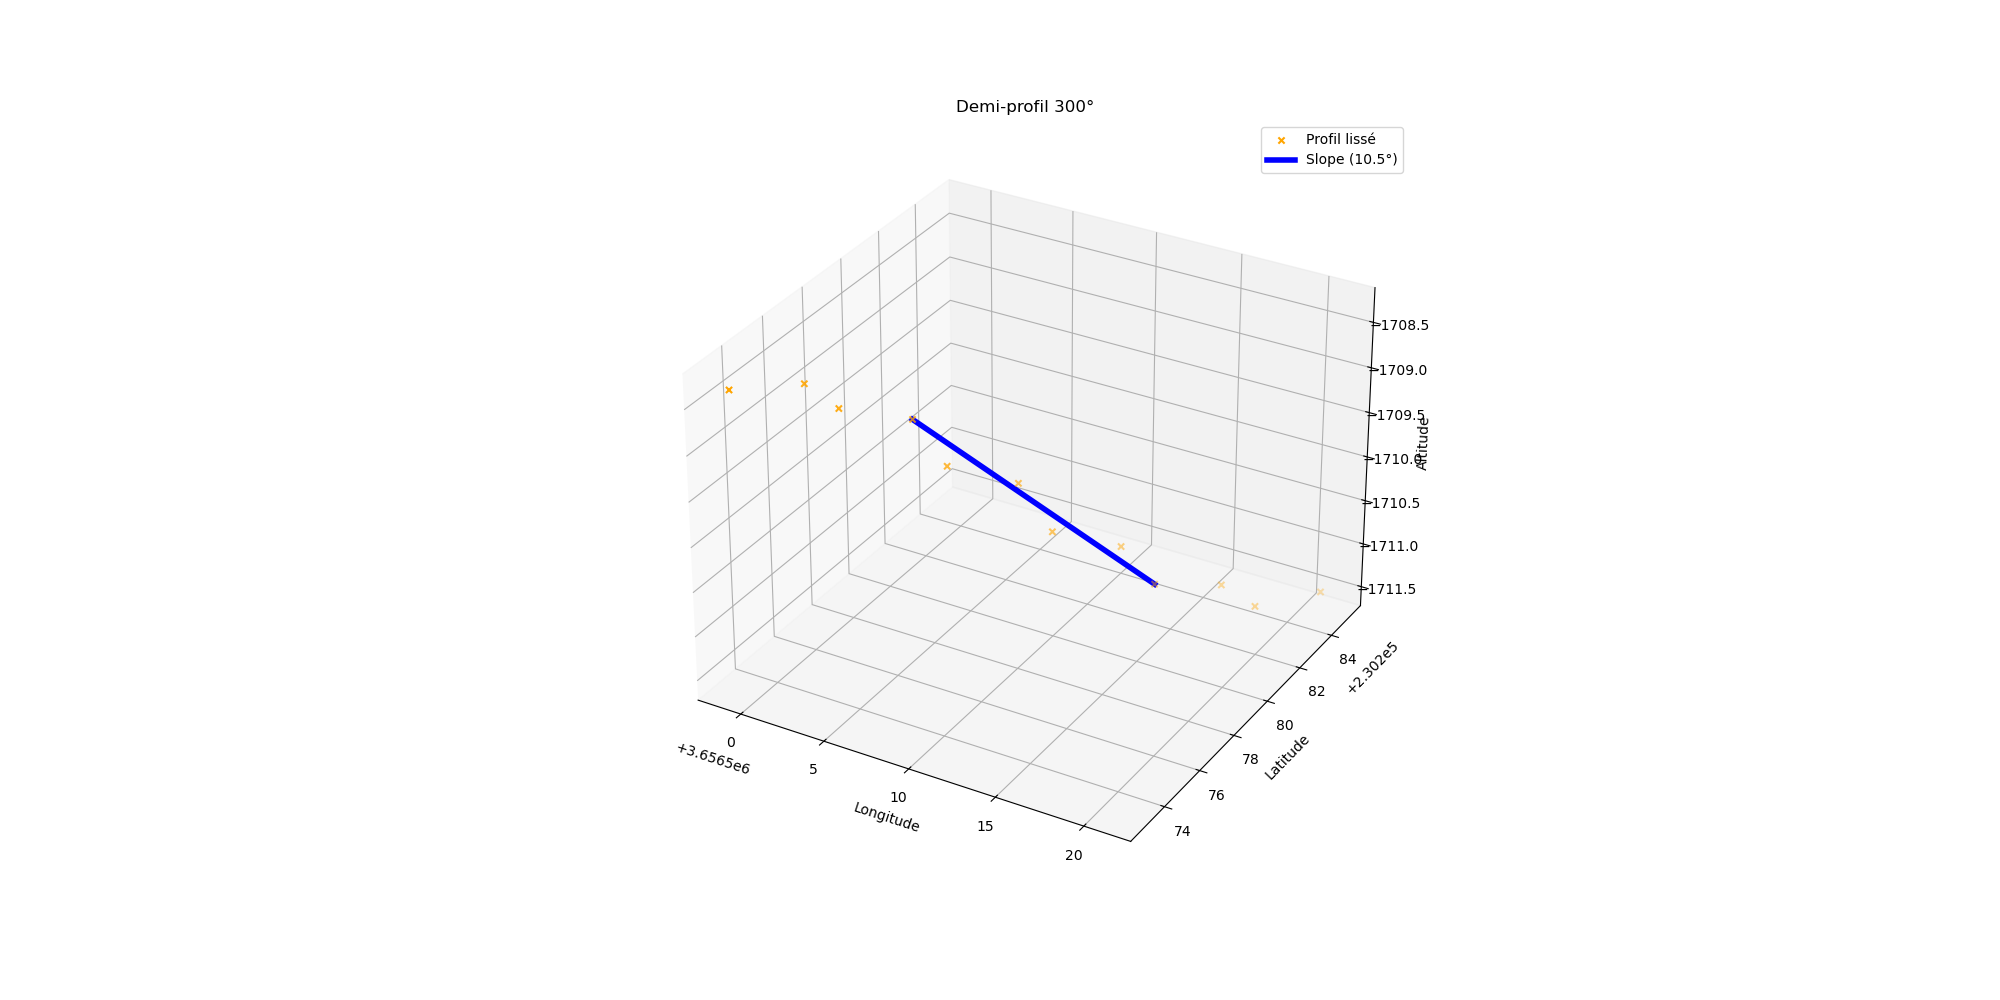 Demi-profil 300°
Profil lissé
Slope (10.5°)
−1708.5
−1709.0
−1709.5
−1710.0
−1710.5
−1711.0
−1711.5
Altitude
84
82
80
78
76
74
+2.302e5
Latitude
0
5
10
15
20
+3.6565e6
Longitude